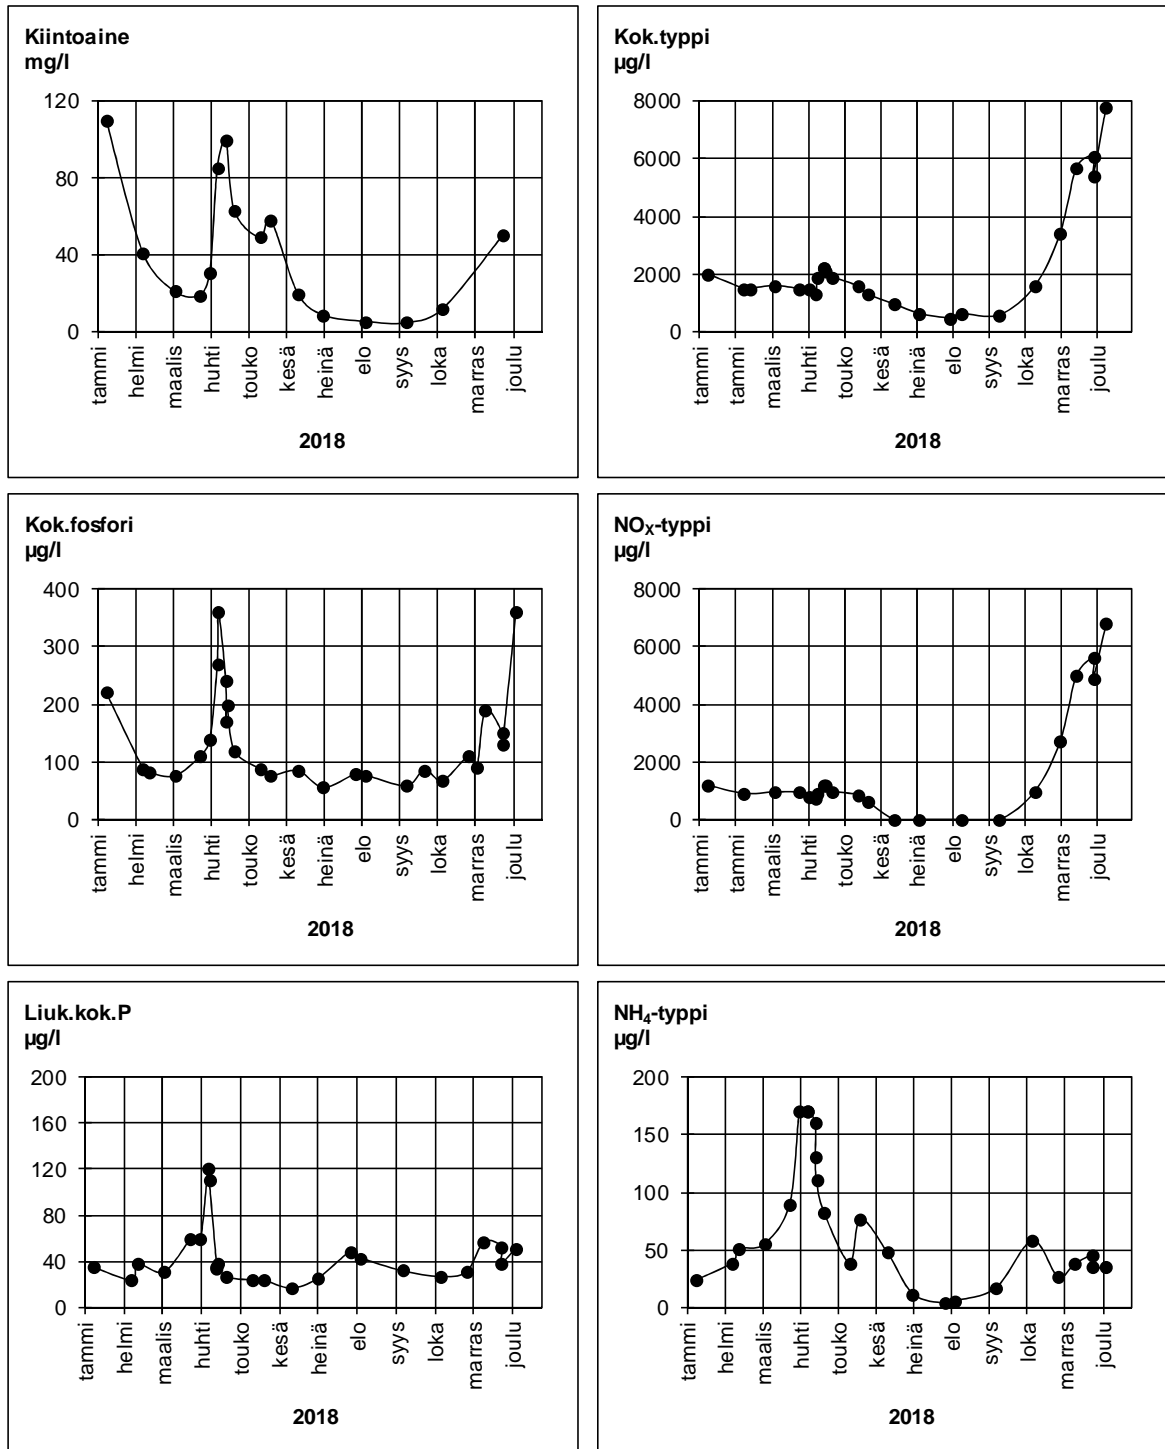 Kiintoaine
mg/l
120
80
40
0
tammi
helmi
maalis
huhti
touko
kesä
heinä
elo
syys
loka
marras
joulu
2018
Kok.typpi
µg/l
8000
6000
4000
2000
0
tammi
tammi
maalis
huhti
touko
kesä
heinä
elo
syys
loka
marras
joulu
2018
Kok.fosfori
µg/l
400
300
200
100
0
tammi
helmi
maalis
huhti
touko
kesä
heinä
elo
syys
loka
marras
joulu
2018
NOX-typpi
µg/l
8000
6000
4000
2000
0
tammi
tammi
maalis
huhti
touko
kesä
heinä
elo
syys
loka
marras
joulu
2018
Liuk.kok.P
µg/l
200
160
120
80
40
0
tammi
helmi
maalis
huhti
touko
kesä
heinä
elo
syys
loka
marras
joulu
2018
NH4-typpi
µg/l
200
150
100
50
0
tammi
helmi
maalis
huhti
touko
kesä
heinä
elo
syys
loka
marras
joulu
2018